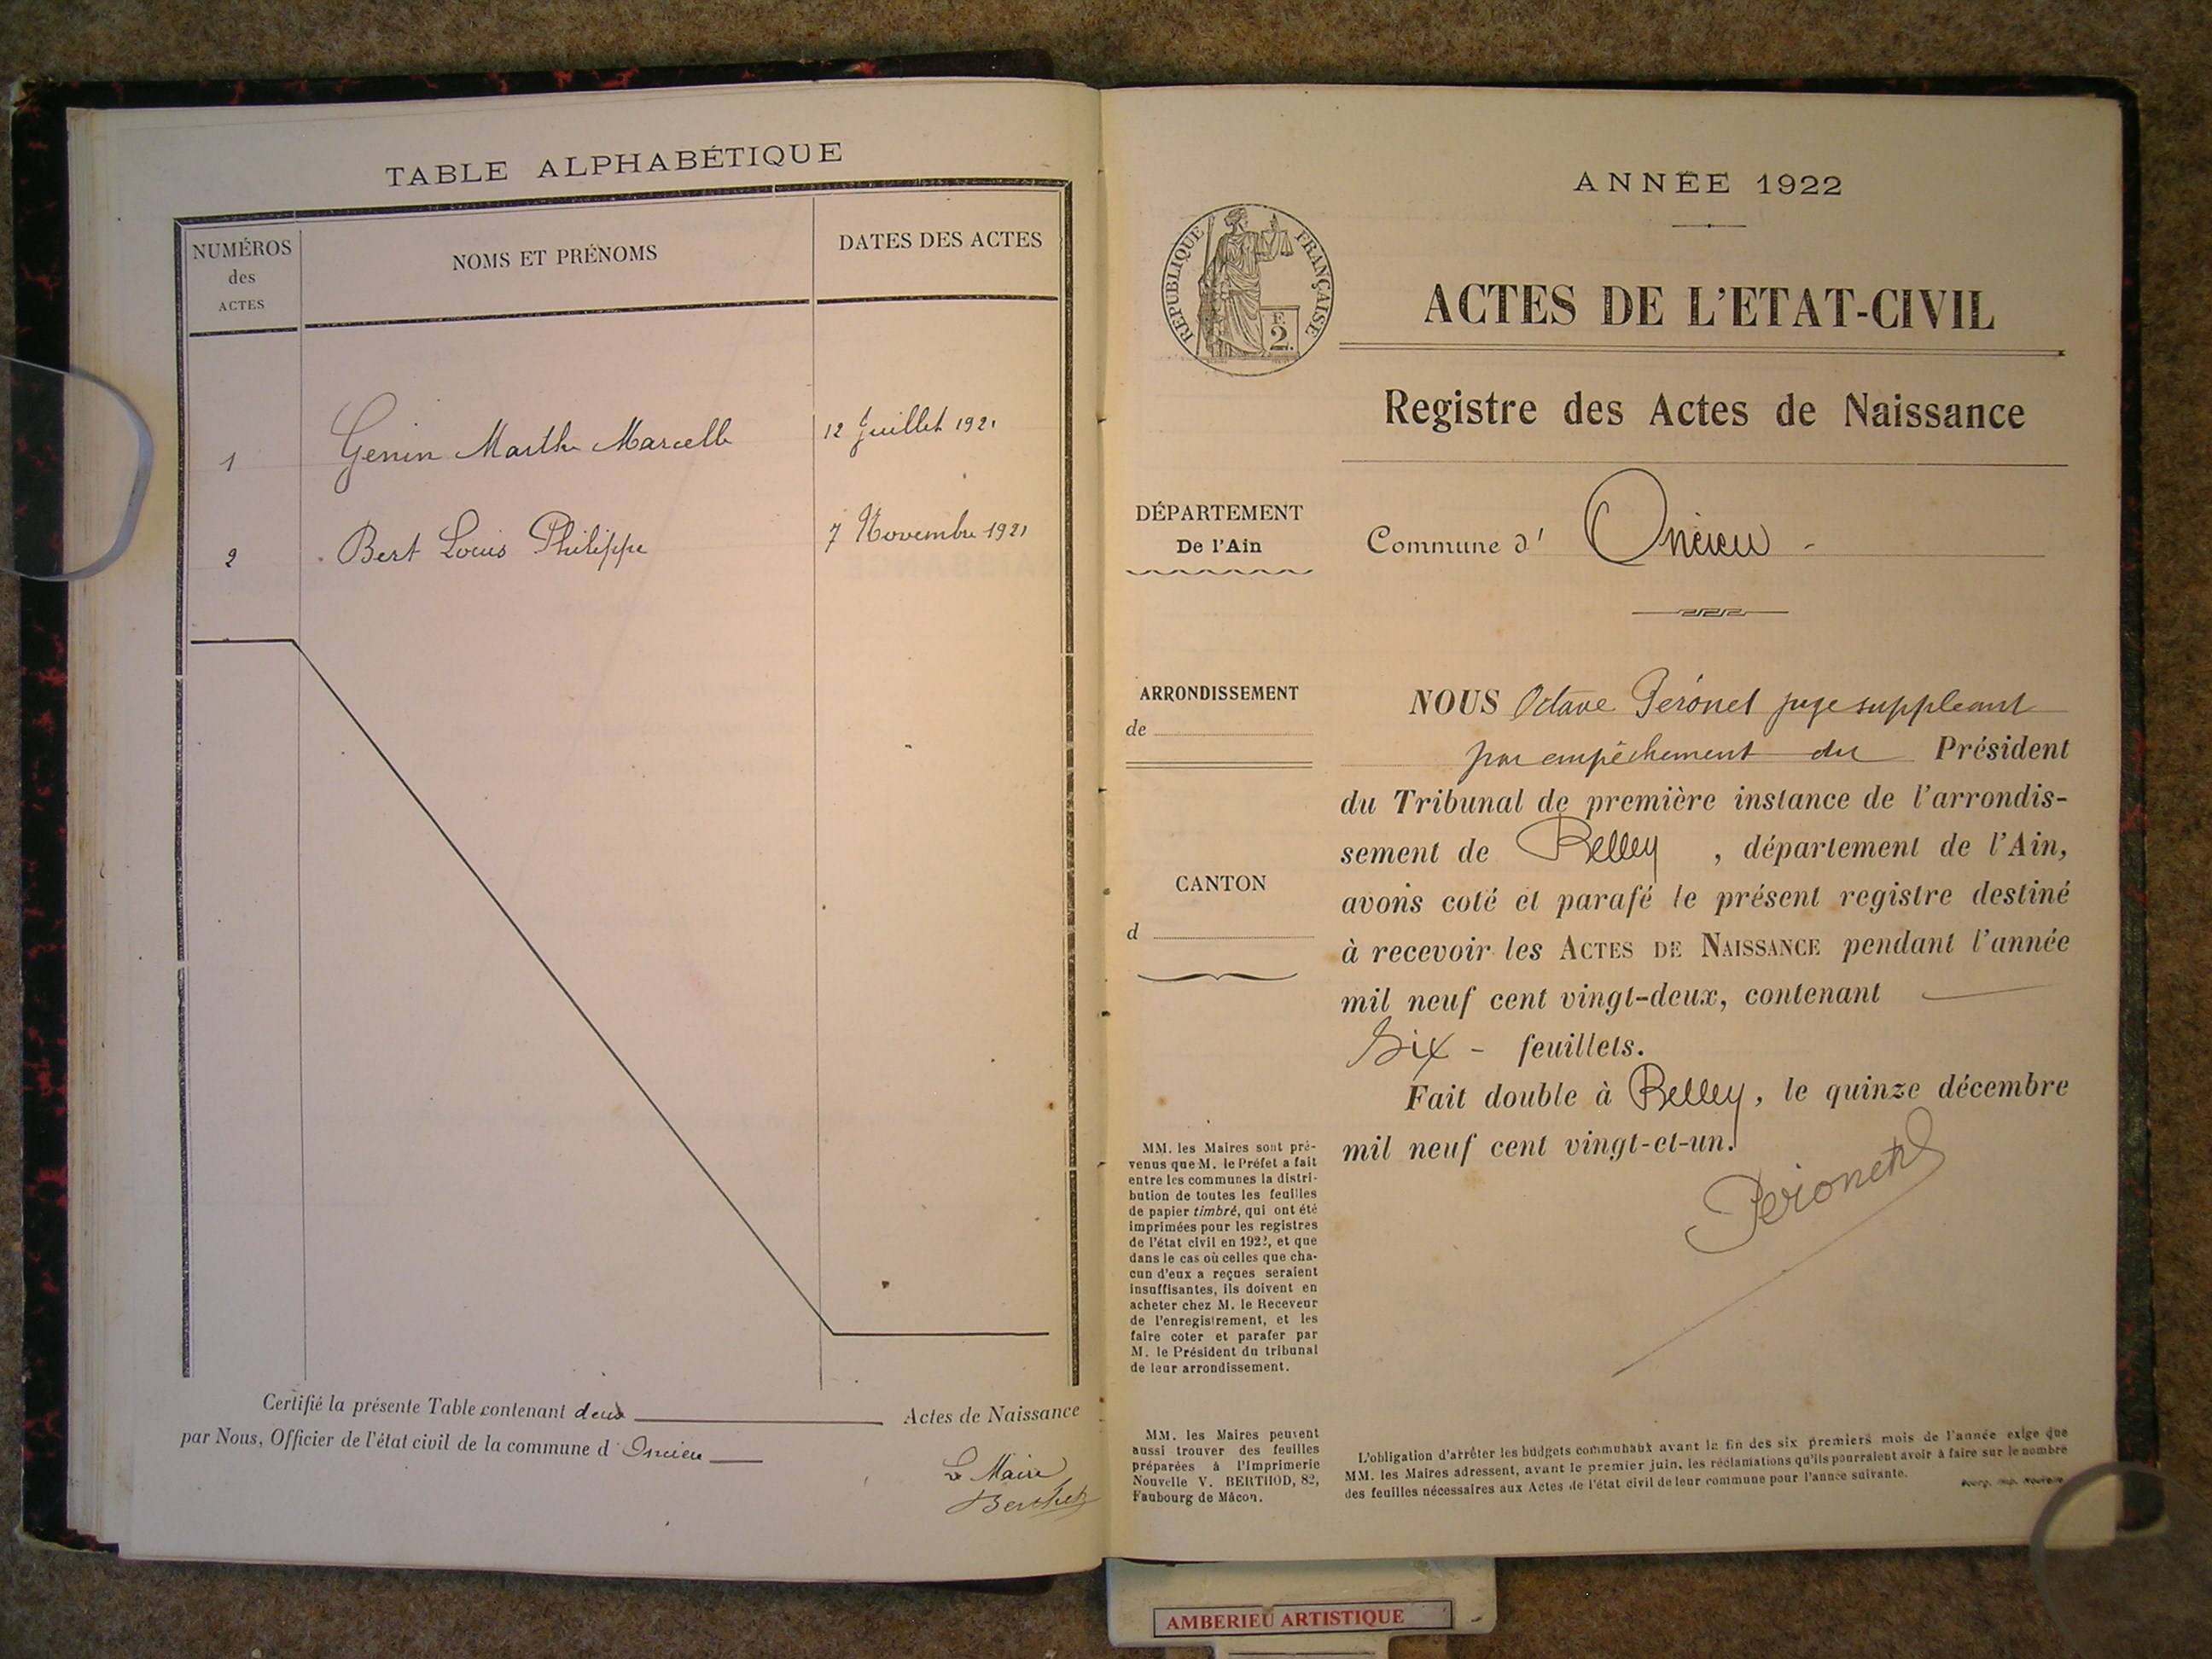 TABLE ALPHABÉTIQUE
NUMÉROS
des
ACTES
NOMS ET PRÉNOMS
DATES DES ACTES
1 Genin Marthe Marcelle 12 Juillet 1921
2 Bert Louis Philippe 7 Novembre 1921
Certifié la présente Table contenant deux Actes de Naissance
par Nous, Officier de l'état civil de la commune d'Oncieu
Le Maire
Berthet
ANNÉE 1922
RÉPUBLIQUE FRANÇAISE
2 F.
ACTES DE L'ETAT-CIVIL
Registre des Actes de Naissance
DÉPARTEMENT
De l'Ain
Commune d' Oncieu -
ARRONDISSEMENT
de
CANTON
d
NOUS Octave Péronet juge suppléant
par empêchement du Président
du Tribunal de première instance de l'arrondis-
sement de Belley, département de l'Ain,
avons coté et parafé le présent registre destiné
à recevoir les ACTES DE NAISSANCE pendant l'année
mil neuf cent vingt-deux, contenant
Six - feuillets.
Fait double à Belley, le quinze décembre
mil neuf cent vingt-et-un.
Péronet
MM. les Maires sont pré-
venus que M. le Préfet a fait
entre les communes la distri-
bution de toutes les feuilles
de papier timbré, qui ont été
imprimées pour les registres
de l'état civil en 1922, et que
dans le cas où celles que cha-
cun d'eux a reçues seraient
insuffisantes, ils doivent en
acheter chez M. le Receveur
de l'enregistrement, et les
faire coter et parafer par
M. le Président du tribunal
de leur arrondissement.
MM. les Maires peuvent
aussi trouver des feuilles
préparées à l'Imprimerie
Nouvelle V. BERTHOD, 82,
Faubourg de Mâcon.
L'obligation d'arrêter les budgets communaux avant la fin des six premiers mois de l'année exige que
MM. les Maires adressent, avant le premier juin, les réclamations qu'ils pourraient avoir à faire sur le nombre
des feuilles nécessaires aux Actes de l'état civil de leur commune pour l'année suivante.
Bourg, Imp. Nouvelle
AMBERIEU ARTISTIQUE